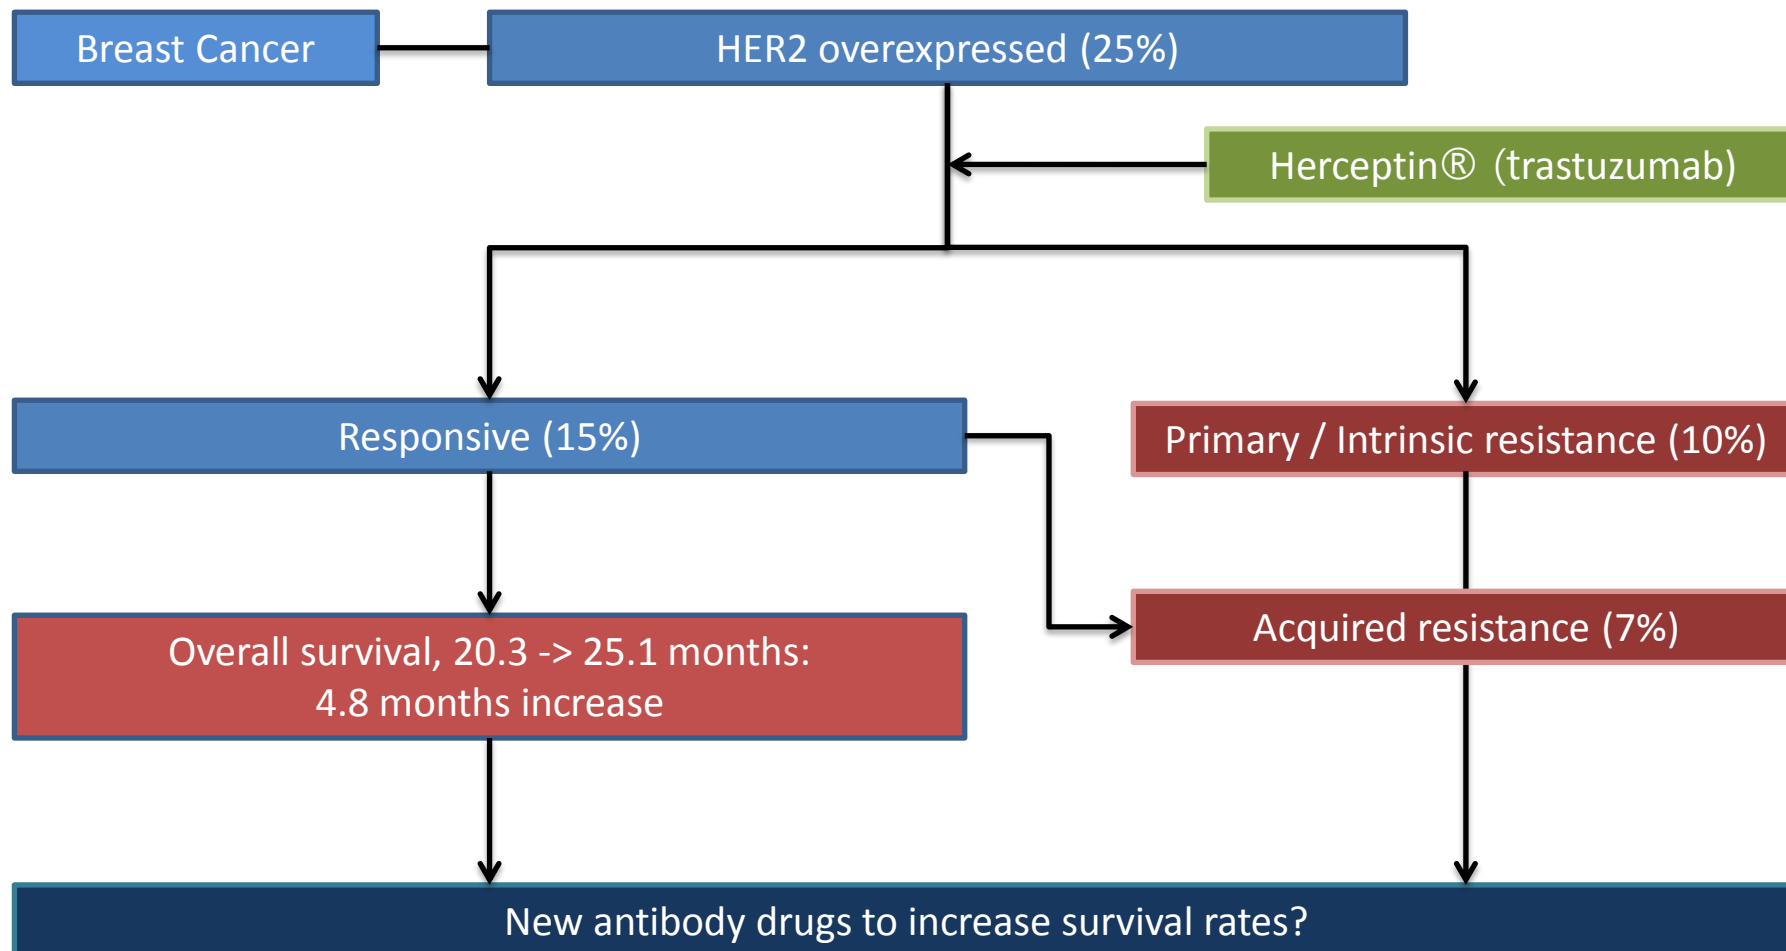 Breast Cancer
HER2 overexpressed (25%)
Herceptin® (trastuzumab)
Responsive (15%)
Primary / Intrinsic resistance (10%)
Acquired resistance (7%)
Overall survival, 20.3 -> 25.1 months:
4.8 months increase
New antibody drugs to increase survival rates?